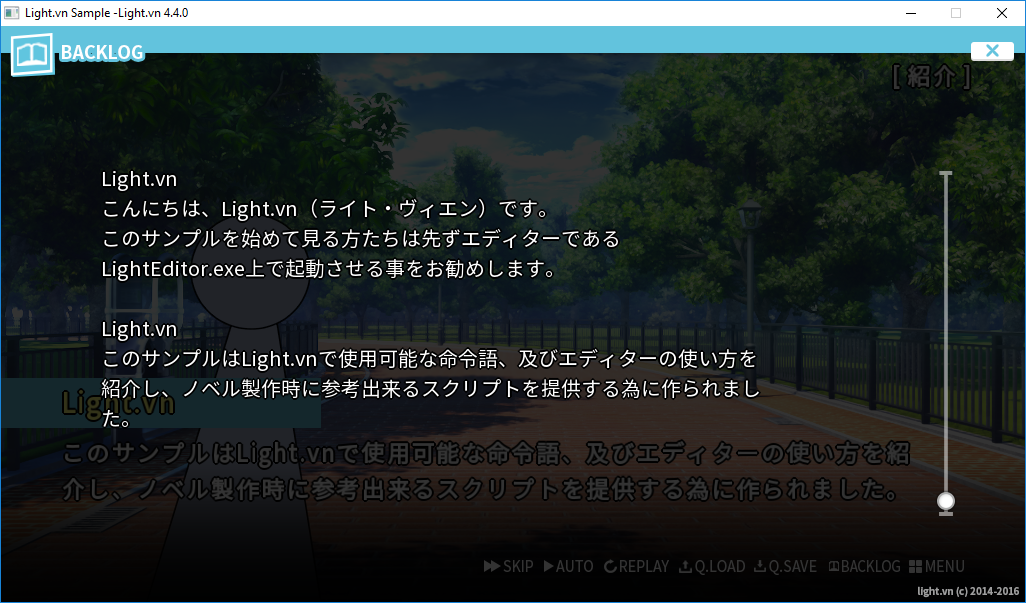 Light.vn Sample -Light.vn 4.4.0
BACKLOG
[ 紹介 ]
Light.vn
こんにちは、Light.vn（ライト・ヴィエン）です。
このサンプルを始めて見る方たちは先ずエディターである
LightEditor.exe上で起動させる事をお勧めします。
Light.vn
このサンプルはLight.vnで使用可能な命令語、及びエディターの使い方を
紹介し、ノベル製作時に参考出来るスクリプトを提供する為に作られまし
た。
Light.vn
このサンプルはLight.vnで使用可能な命令語、及びエディターの使い方を紹
介し、ノベル製作時に参考出来るスクリプトを提供する為に作られました。
SKIP AUTO REPLAY Q.LOAD Q.SAVE BACKLOG MENU
light.vn (c) 2014-2016